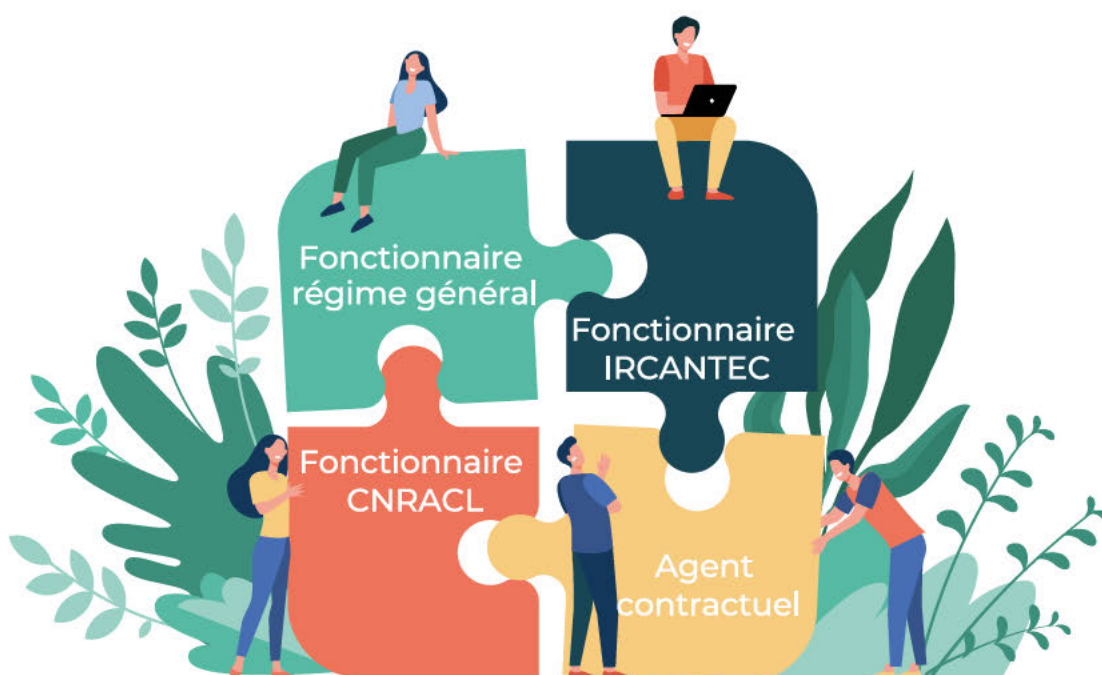 Fonctionnaire
régime général
Fonctionnaire
IRCANTEC
Fonctionnaire
CNRACL
Agent
contractuel